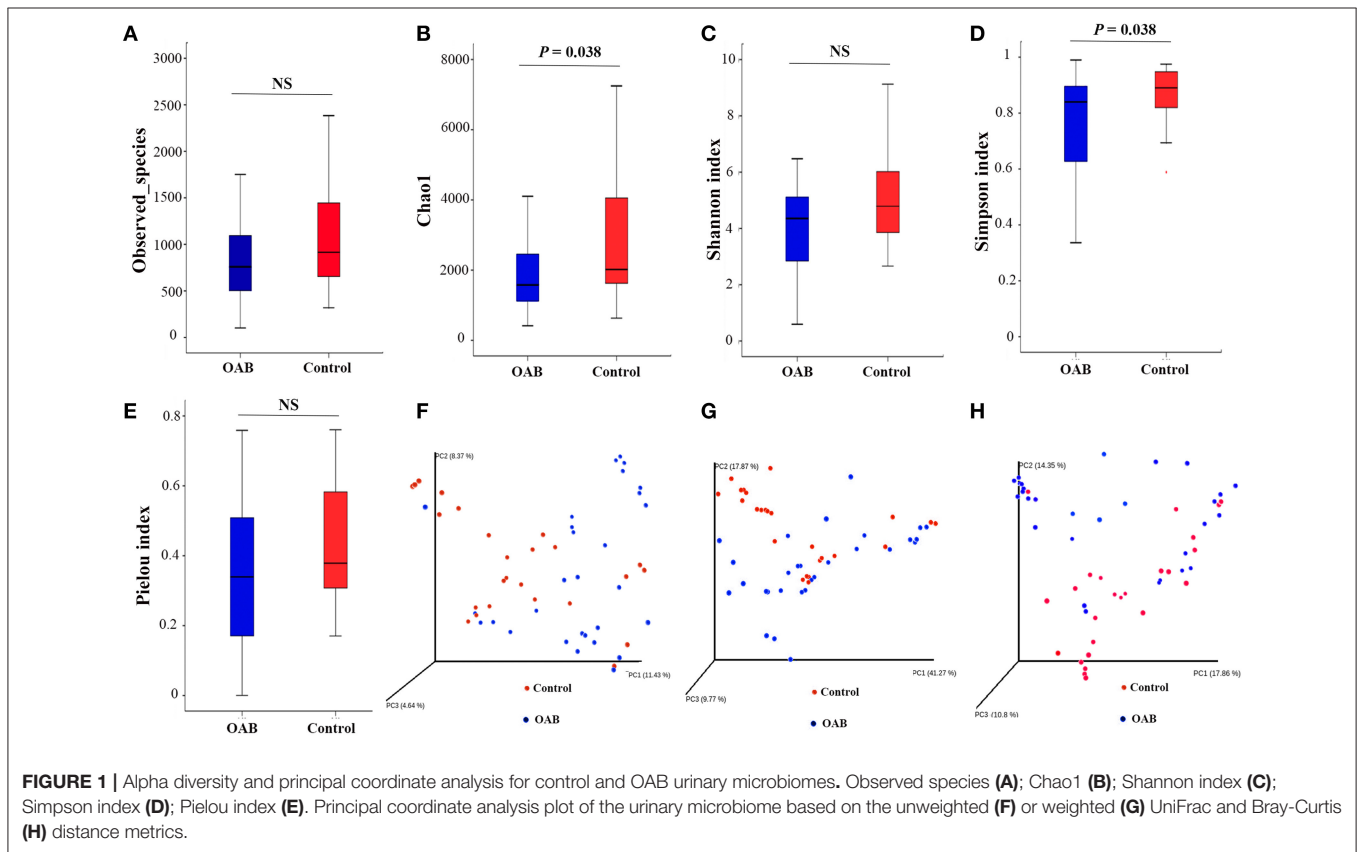 A
3000
2500
2000
1500
1000
500
0
Observed_species
NS
OAB
Control
B
8000
6000
4000
2000
0
Chao1
P = 0.038
OAB
Control
C
10
8
6
4
2
0
Shannon index
NS
OAB
Control
D
1
0.8
0.6
0.4
0.2
0
Simpson index
P = 0.038
OAB
Control
E
0.8
0.6
0.4
0.2
0
Pielou index
NS
OAB
Control
F
PC2 (8.37 %)
PC1 (11.43 %)
PC3 (4.64 %)
Control
OAB
G
PC2 (17.87 %)
PC1 (41.27 %)
PC3 (9.77 %)
Control
OAB
H
PC2 (14.35 %)
PC1 (17.86 %)
PC3 (10.8 %)
Control
OAB
FIGURE 1 | Alpha diversity and principal coordinate analysis for control and OAB urinary microbiomes. Observed species (A); Chao1 (B); Shannon index (C);
Simpson index (D); Pielou index (E). Principal coordinate analysis plot of the urinary microbiome based on the unweighted (F) or weighted (G) UniFrac and Bray-Curtis
(H) distance metrics.